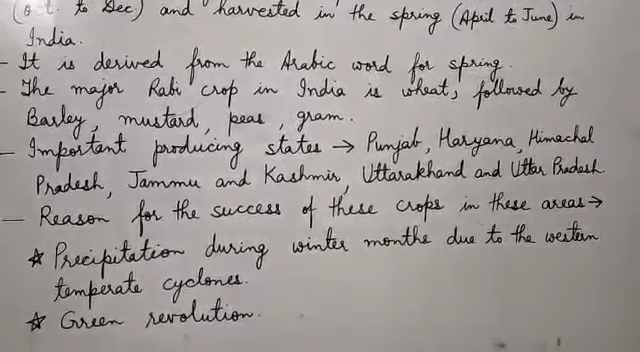 (oct. to Dec) and harvested in the spring (April to June) in
India.
- It is derived from the Arabic word for spring.
- The major Rabi crop in India is wheat, followed by
Barley, mustard, peas, gram.
- Important producing states → Punjab, Haryana, Himachal
Pradesh, Jammu and Kashmir, Uttarakhand and Uttar Pradesh.
- Reason for the success of these crops in these areas →
☆ Precipitation during winter months due to the western
temperate cyclones.
☆ Green revolution.